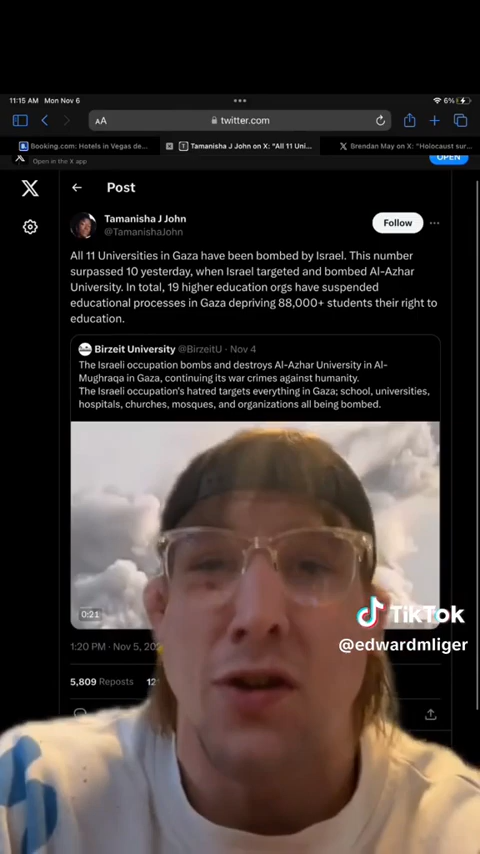 11:15 AM Mon Nov 6
6%
AA
twitter.com
Booking.com: Hotels in Vegas de...
Tamanisha J John on X: "All 11 Uni...
Brendan May on X: "Holocaust sur...
Open in the X app
OPEN
Post
Tamanisha J John
@TamanishaJohn
Follow
All 11 Universities in Gaza have been bombed by Israel. This number
surpassed 10 yesterday, when Israel targeted and bombed Al-Azhar
University. In total, 19 higher education orgs have suspended
educational processes in Gaza depriving 88,000+ students their right to
education.
Birzeit University @BirzeitU · Nov 4
The Israeli occupation bombs and destroys Al-Azhar University in Al-
Mughraqa in Gaza, continuing its war crimes against humanity.
The Israeli occupation's hatred targets everything in Gaza; school, universities,
hospitals, churches, mosques, and organizations all being bombed.
0:21
TikTok
@edwardmliger
1:20 PM · Nov 5, 20
5,809 Reposts